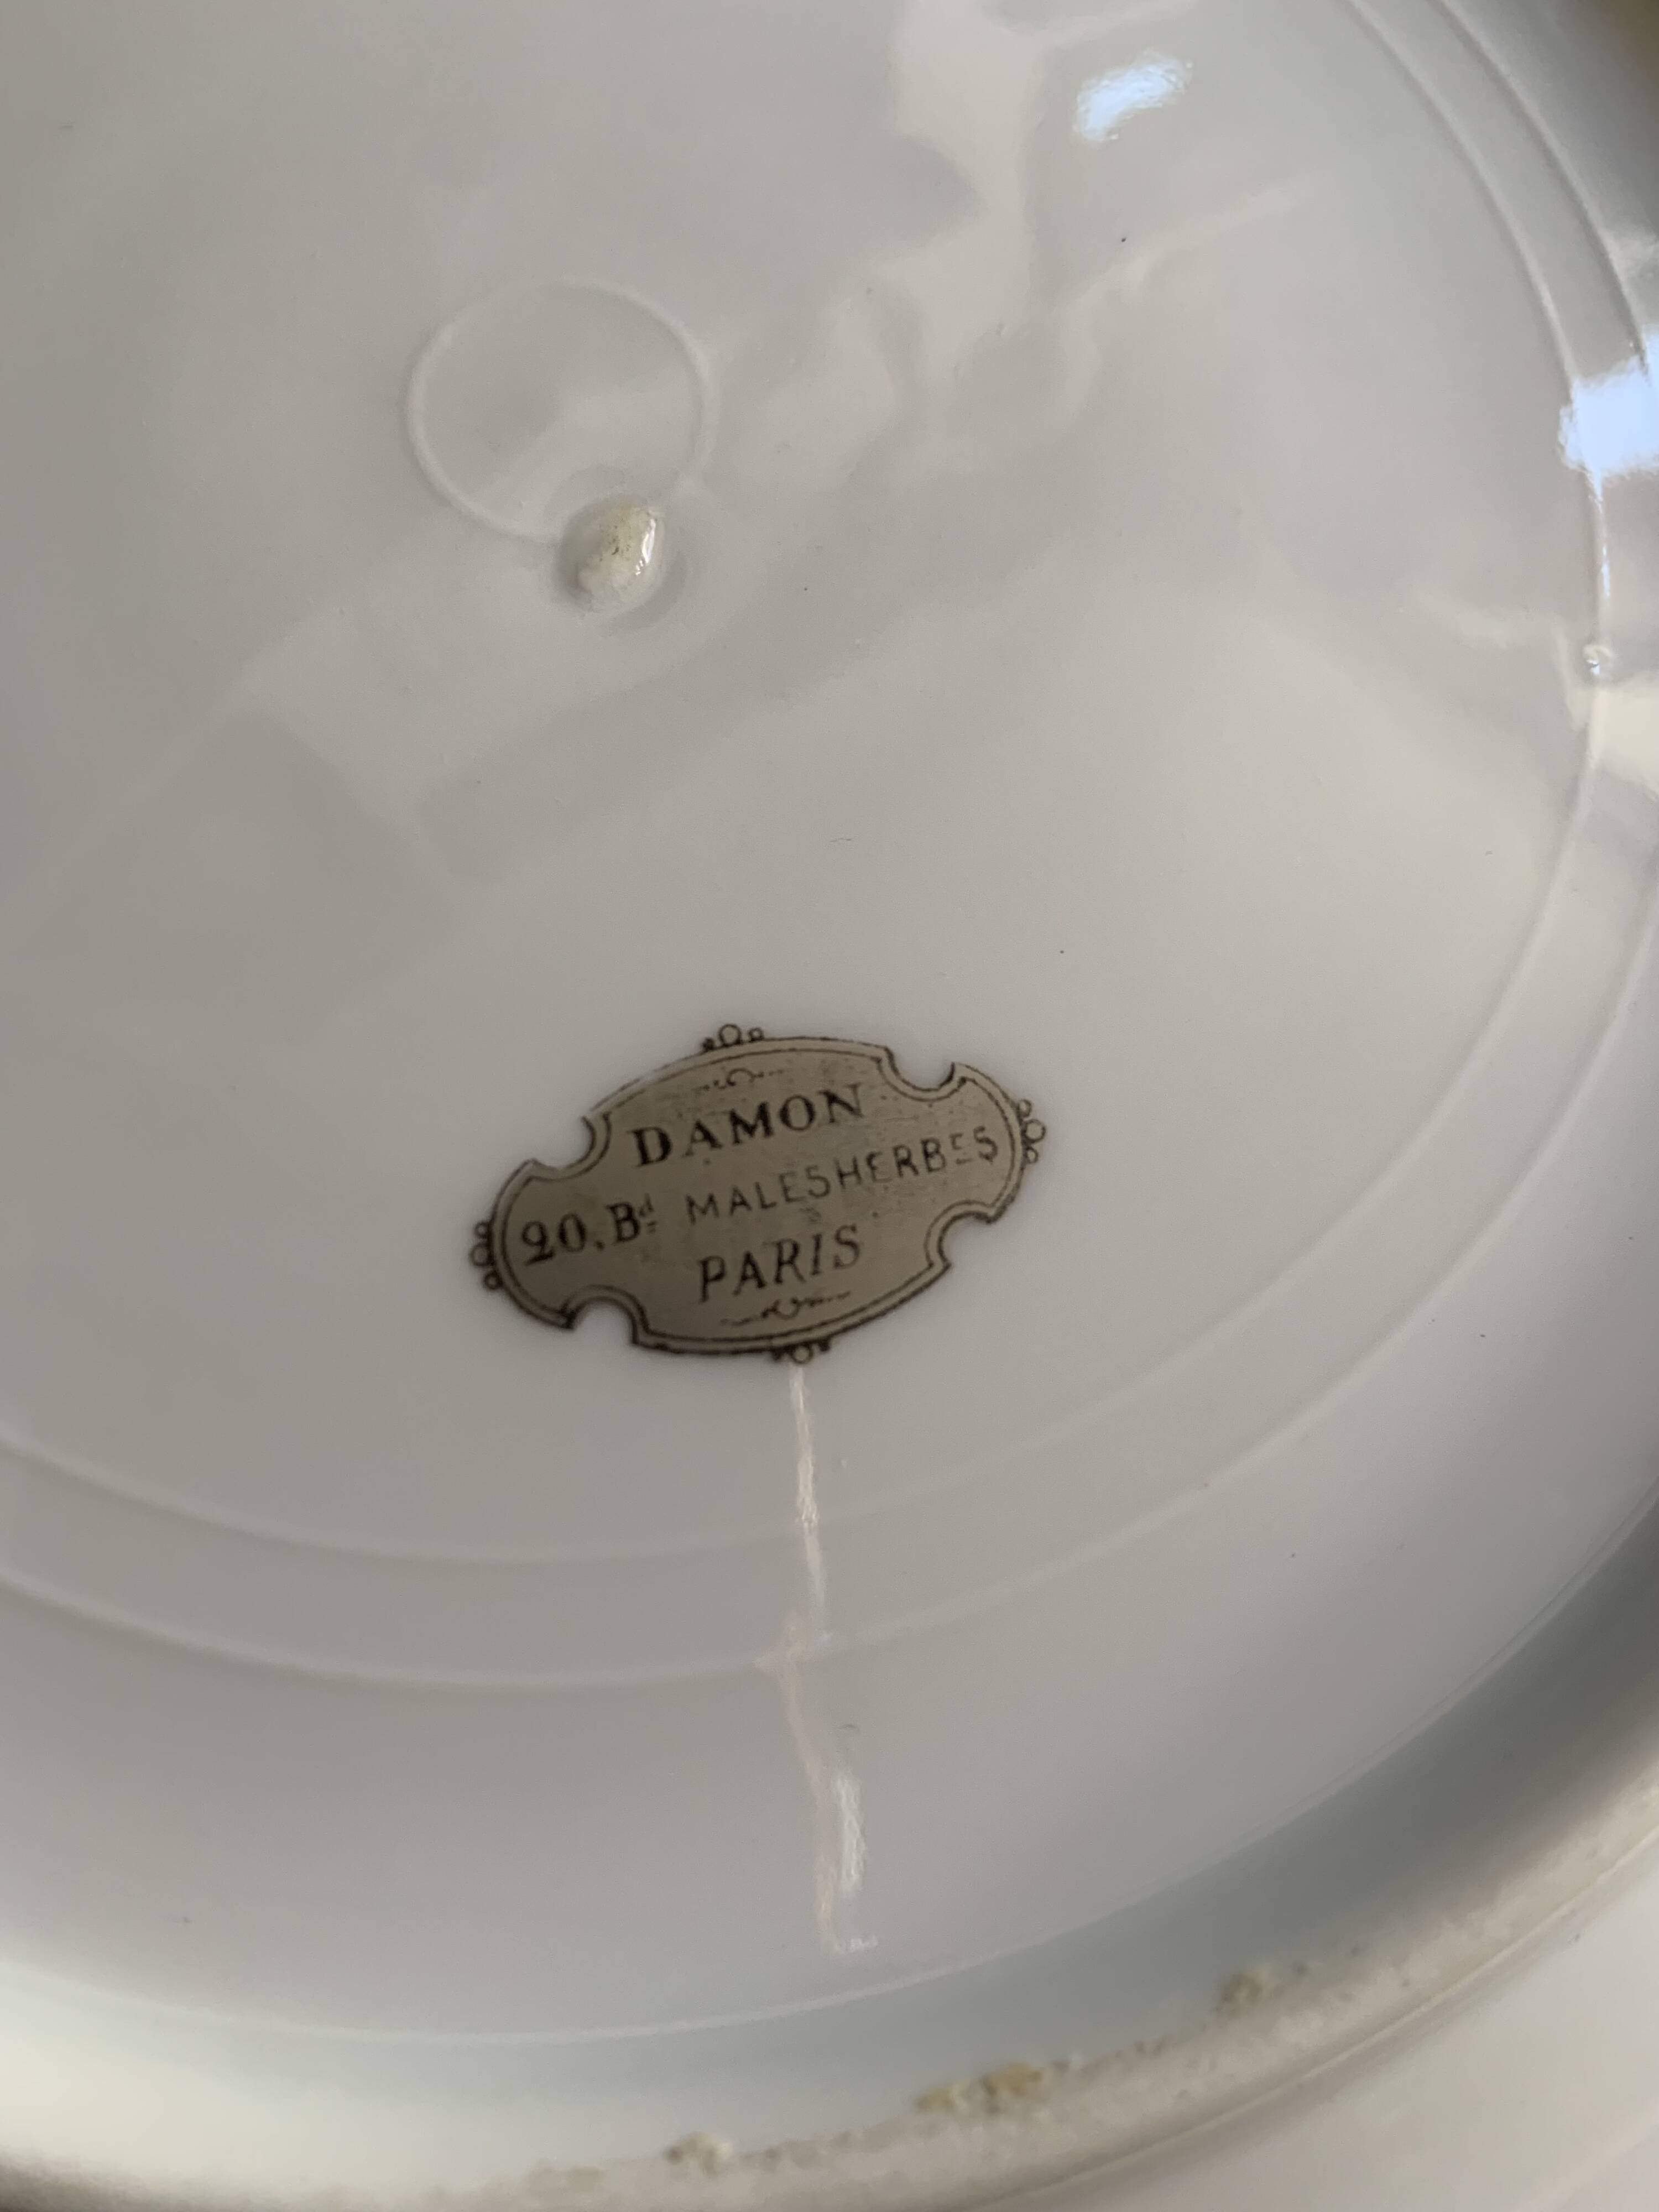 DAMON
20, Bd MALESHERBES
PARIS